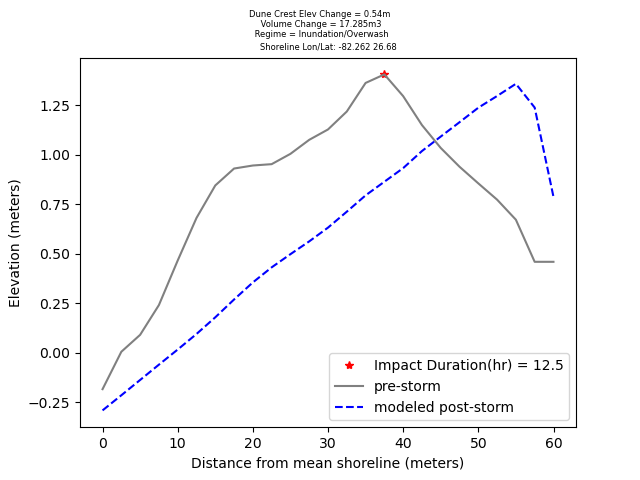 Dune Crest Elev Change = 0.54m
Volume Change = 17.285m3
Regime = Inundation/Overwash
Shoreline Lon/Lat: -82.262 26.68
1.25
1.00
0.75
0.50
0.25
0.00
−0.25
Elevation (meters)
Impact Duration(hr) = 12.5
pre-storm
modeled post-storm
0 10 20 30 40 50 60
Distance from mean shoreline (meters)